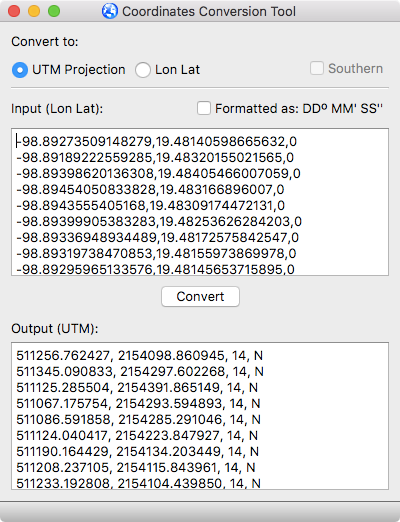 Coordinates Conversion Tool
Convert to:
UTM Projection
Lon Lat
Southern
Input (Lon Lat):
Formatted as: DDº MM' SS''
-98.89273509148279,19.48140598665632,0
-98.89189222559285,19.48320155021565,0
-98.89398620136308,19.48405466007059,0
-98.89454050833828,19.483166896007,0
-98.8943555405168,19.48309174472131,0
-98.89399905383283,19.48253626284203,0
-98.89336948934489,19.48172575842547,0
-98.89319738470853,19.48155973869978,0
-98.89295965133576,19.48145653715895,0
Convert
Output (UTM):
511256.762427, 2154098.860945, 14, N
511345.090833, 2154297.602268, 14, N
511125.285504, 2154391.865149, 14, N
511067.175754, 2154293.594893, 14, N
511086.591858, 2154285.291046, 14, N
511124.040417, 2154223.847927, 14, N
511190.164429, 2154134.203449, 14, N
511208.237105, 2154115.843961, 14, N
511233.192808, 2154104.439850, 14, N